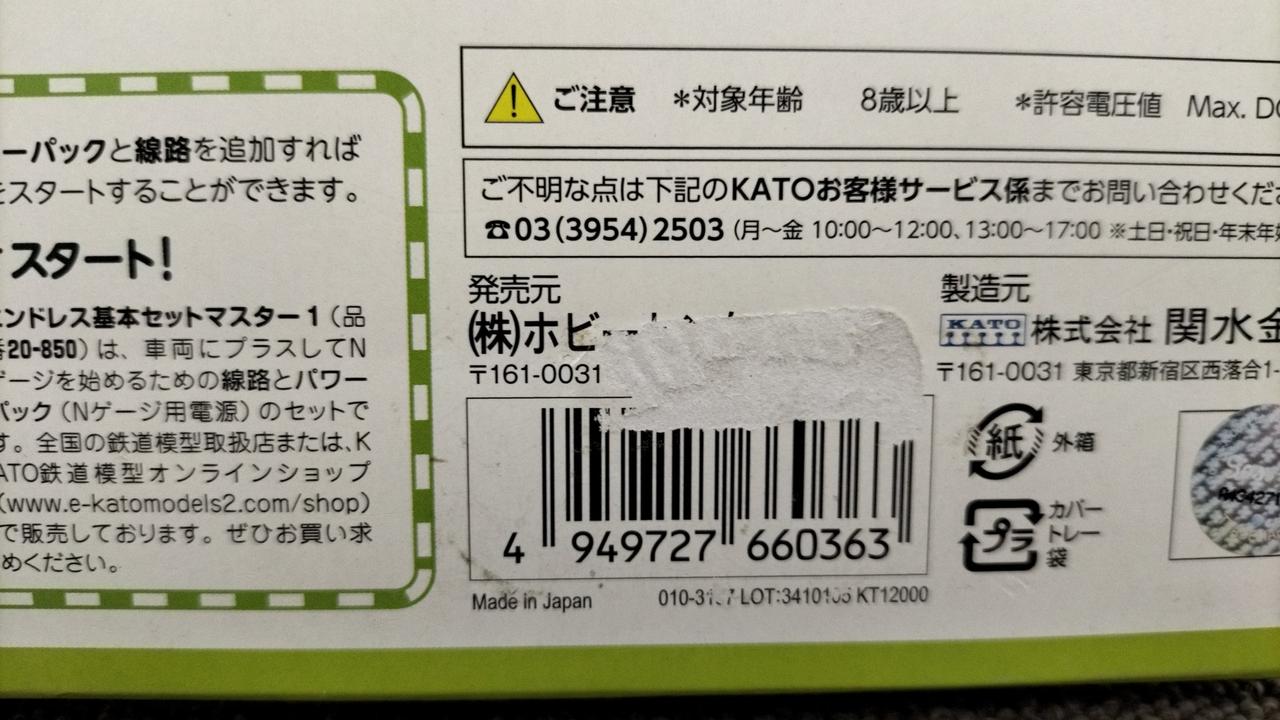 ーパックと線路を追加すれば
をスタートすることができます。
スタート！
エンドレス基本セットマスター1（品
番20-850）は、車両にプラスしてN
ゲージを始めるための線路とパワー
パック（Nゲージ用電源）のセットで
す。全国の鉄道模型取扱店または、K
ATO鉄道模型オンラインショップ
（www.e-katomodels2.com/shop）
で販売しております。ぜひお買い求
めください。
ご注意 *対象年齢 8歳以上 *許容電圧値 Max. DC
ご不明な点は下記のKATOお客様サービス係までお問い合わせくだ
☎03(3954)2503（月〜金 10:00〜12:00、13:00〜17:00 ※土日・祝日・年末年
発売元
(株)ホビー
〒161-0031
製造元
KATO 株式会社 関水金
〒161-0031 東京都新宿区西落合1-
4 949727 660363
Made in Japan LOT: KT12000
紙 外箱
プラ カバー
トレー
袋